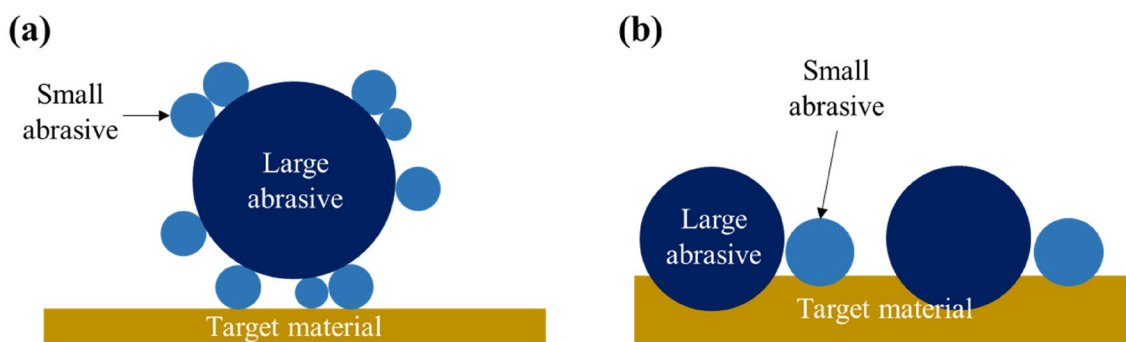 (a)
Small
abrasive
Large
abrasive
Target material
(b)
Small
abrasive
Large
abrasive
Target material